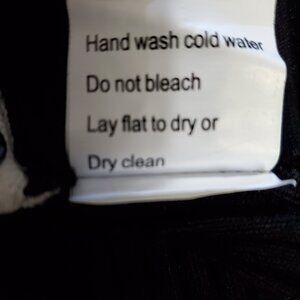 Hand wash cold water
Do not bleach
Lay flat to dry or
Dry clean